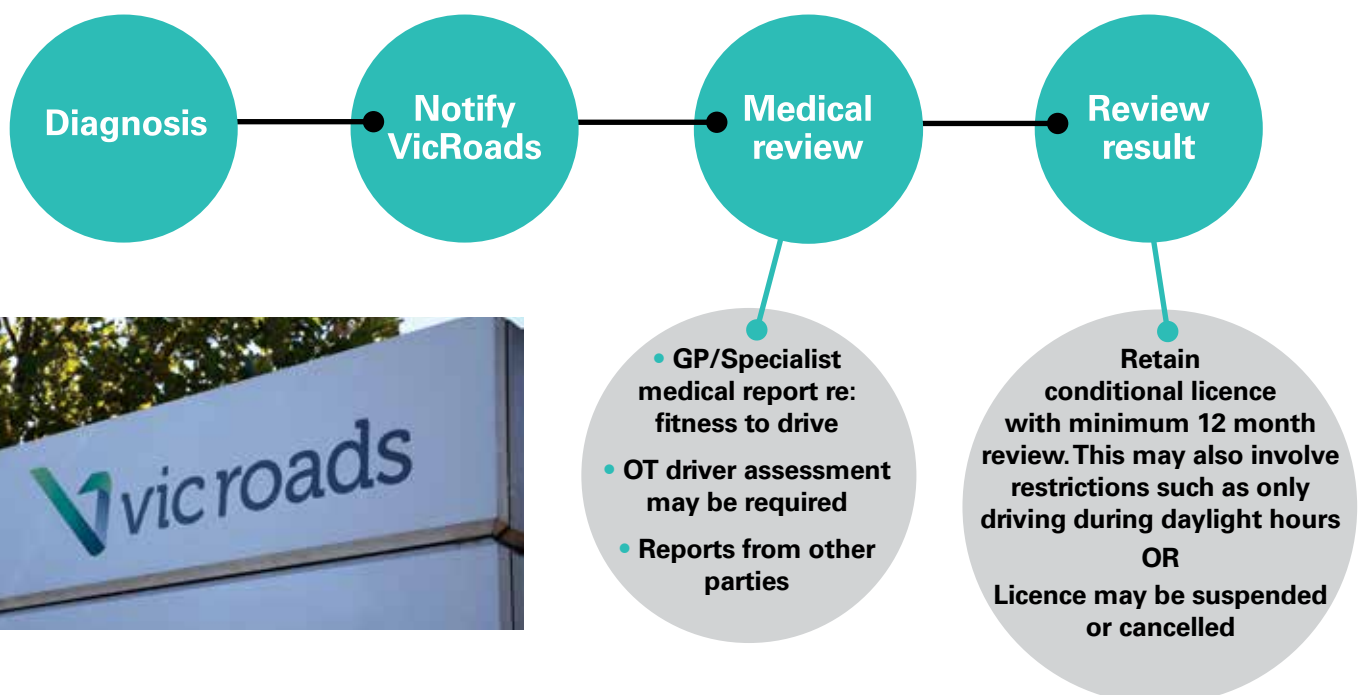 Diagnosis
Notify
VicRoads
Medical
review
Review
result
vic roads
• GP/Specialist
medical report re:
fitness to drive
• OT driver assessment
may be required
• Reports from other
parties
Retain
conditional licence
with minimum 12 month
review. This may also involve
restrictions such as only
driving during daylight hours
OR
Licence may be suspended
or cancelled